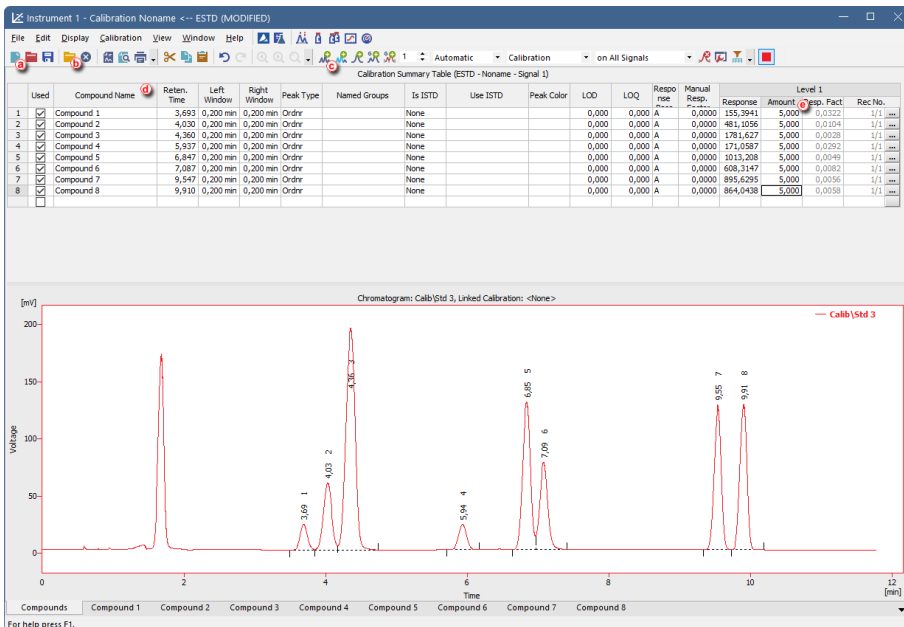 Instrument 1 - Calibration Noname <-- ESTD (MODIFIED)
File Edit Display Calibration View Window Help
a b c 1 Automatic Calibration on All Signals
Calibration Summary Table (ESTD - Noname - Signal 1)
Used Compound Name d Reten. Time Left Window Right Window Peak Type Named Groups Is ISTD Use ISTD Peak Color LOD LOQ Respo nse Manual Resp. Level 1
Response Amount e esp. Fact Rec No.
1 Compound 1 3,693 0,200 min 0,200 min Ordnr None 0,000 0,000 A 0,0000 155,3941 5,000 0,0322 1/1 ...
2 Compound 2 4,030 0,200 min 0,200 min Ordnr None 0,000 0,000 A 0,0000 481,1056 5,000 0,0104 1/1 ...
3 Compound 3 4,360 0,200 min 0,200 min Ordnr None 0,000 0,000 A 0,0000 1781,627 5,000 0,0028 1/1 ...
4 Compound 4 5,937 0,200 min 0,200 min Ordnr None 0,000 0,000 A 0,0000 171,0587 5,000 0,0292 1/1 ...
5 Compound 5 6,847 0,200 min 0,200 min Ordnr None 0,000 0,000 A 0,0000 1013,208 5,000 0,0049 1/1 ...
6 Compound 6 7,087 0,200 min 0,200 min Ordnr None 0,000 0,000 A 0,0000 608,3147 5,000 0,0082 1/1 ...
7 Compound 7 9,547 0,200 min 0,200 min Ordnr None 0,000 0,000 A 0,0000 895,6295 5,000 0,0056 1/1 ...
8 Compound 8 9,910 0,200 min 0,200 min Ordnr None 0,000 0,000 A 0,0000 864,0438 5,000 0,0058 1/1 ...
Chromatogram: Calib\Std 3, Linked Calibration: <None>
[mV]
Calib\Std 3
200
150
100
50
0
Voltage
3,69 1
4,03 2
4,36 3
5,94 4
6,85 5
7,09 6
9,55 7
9,91 8
0 2 4 6 8 10 12
Time
[min]
Compounds Compound 1 Compound 2 Compound 3 Compound 4 Compound 5 Compound 6 Compound 7 Compound 8
For help press F1.